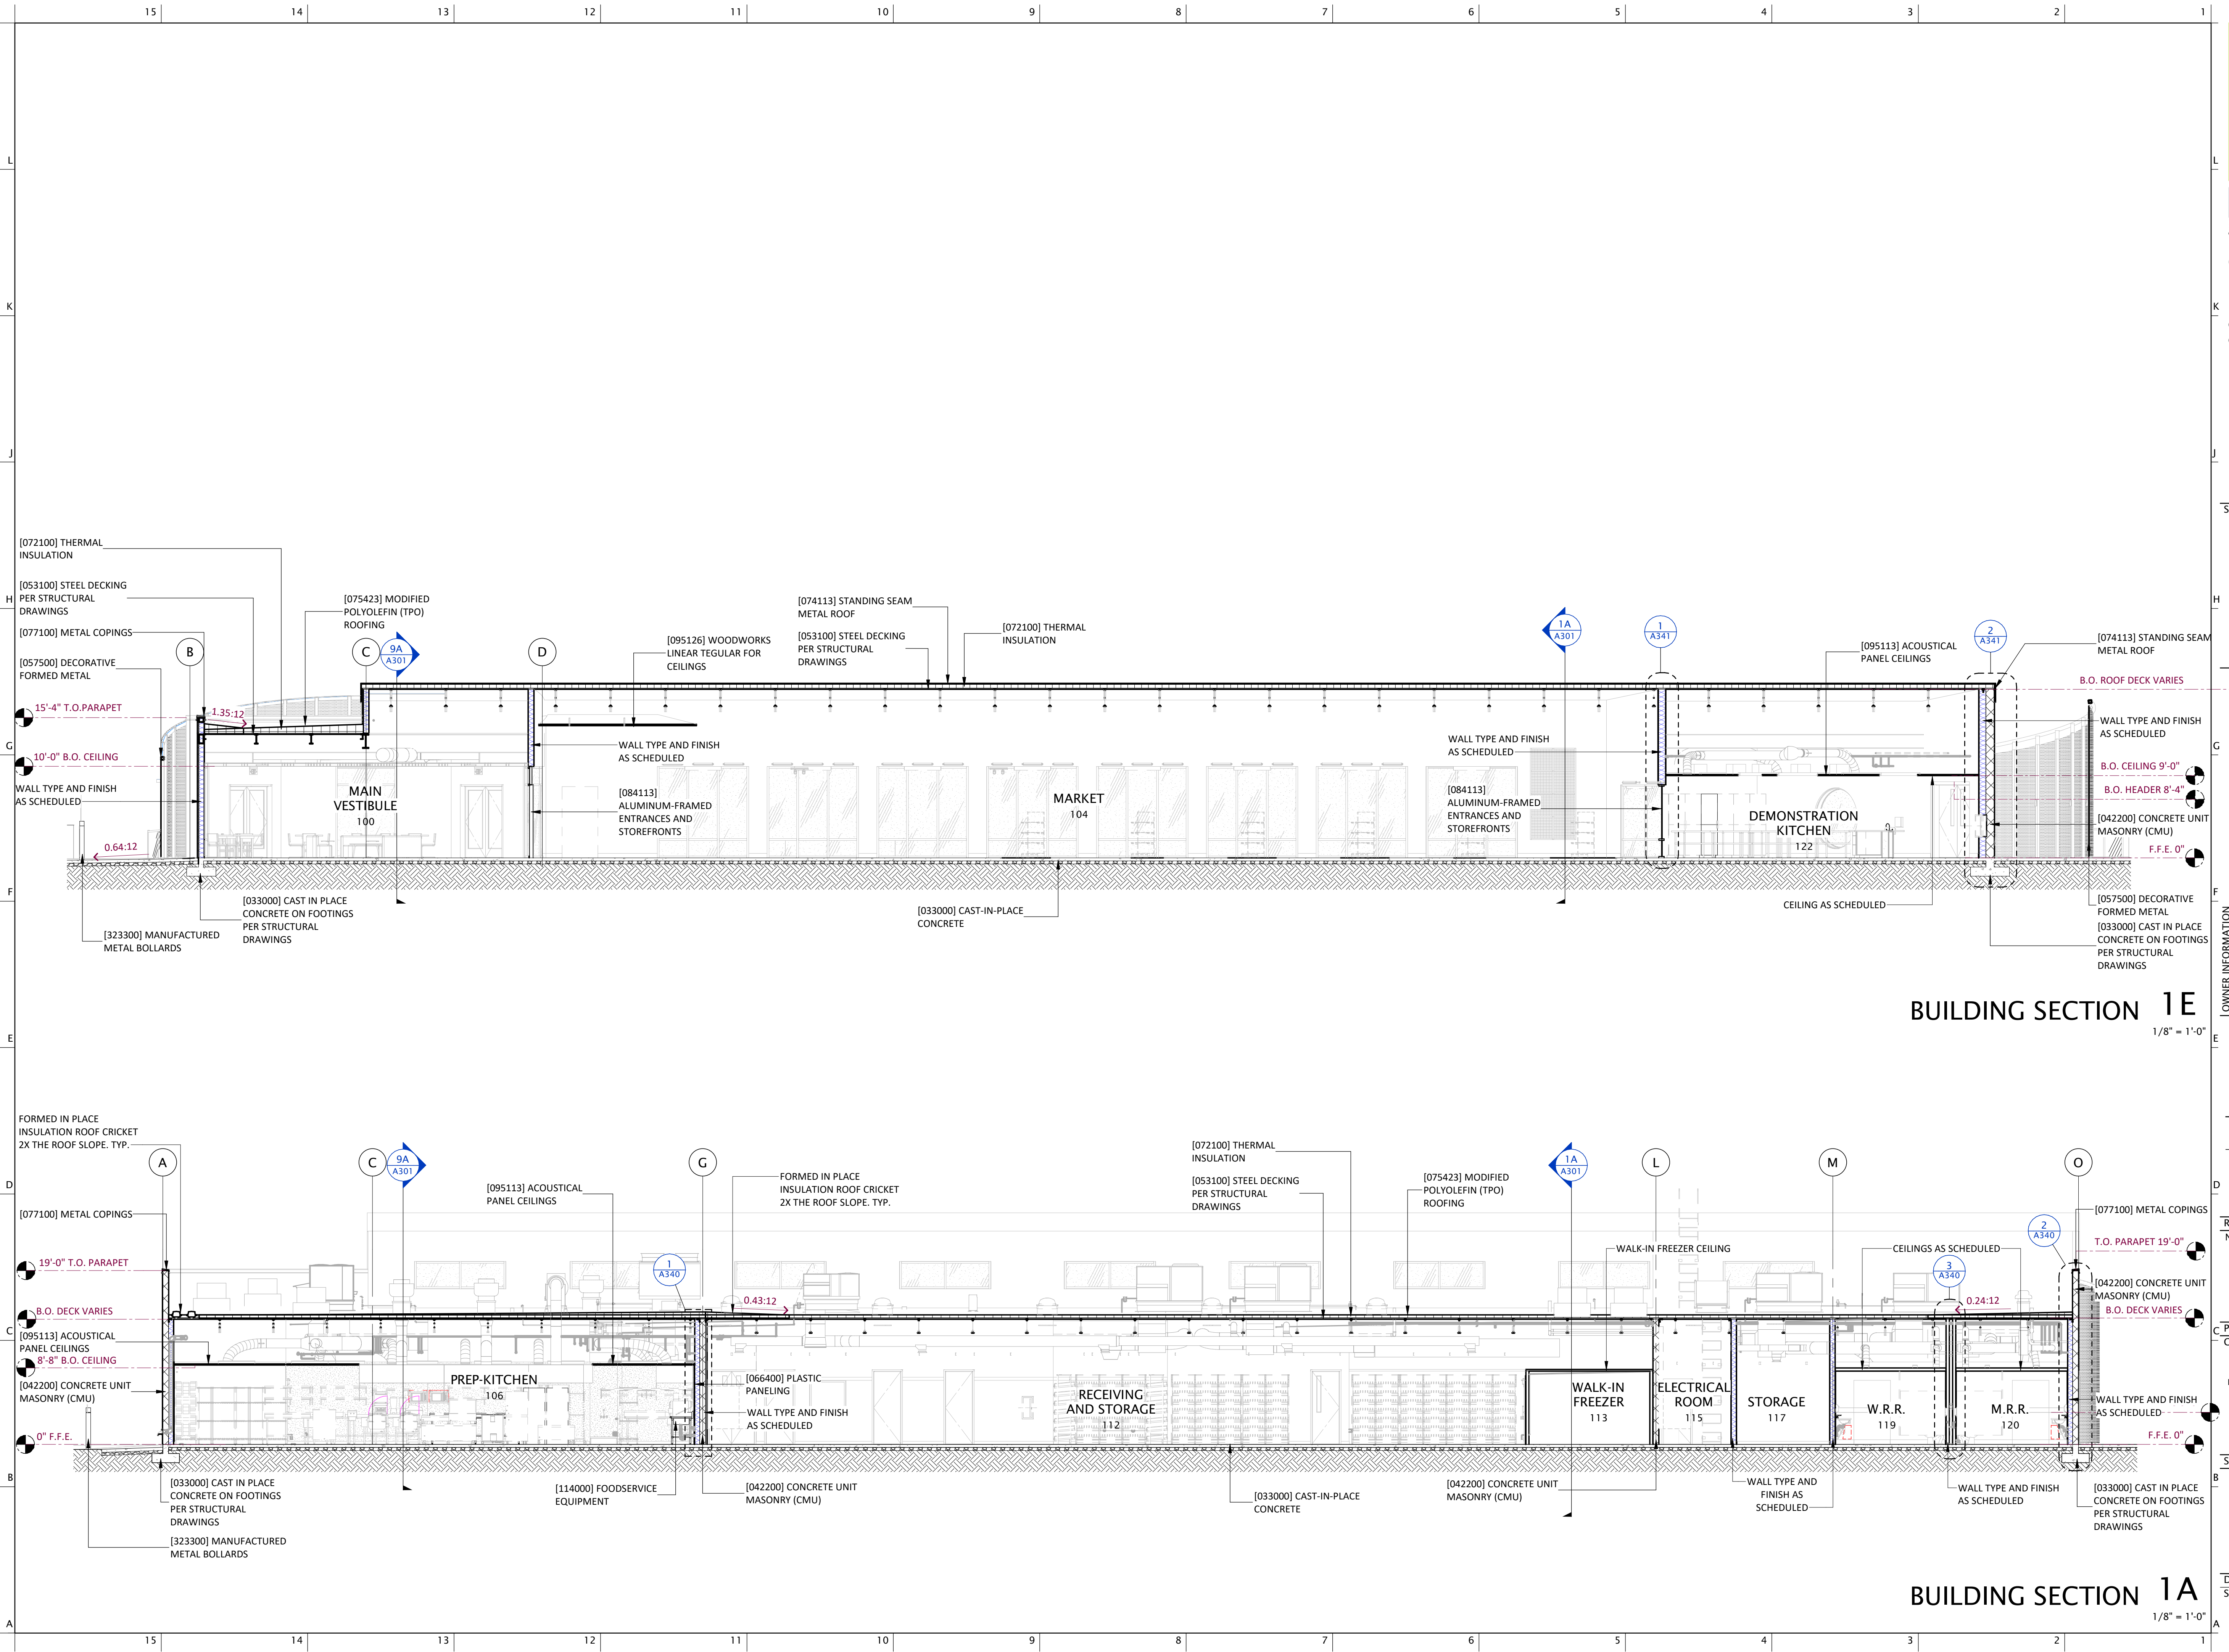 15 14 13 12 11 10 9 8 7 6 5 4 3 2 1
L
K
J
H
G
F
E
D
C
B
A
L
K
J
H
G
F
E
D
C
B
A
[072100] THERMAL
INSULATION
[053100] STEEL DECKING
PER STRUCTURAL
DRAWINGS
[077100] METAL COPINGS
[057500] DECORATIVE
FORMED METAL
15'-4" T.O.PARAPET
10'-0" B.O. CEILING
WALL TYPE AND FINISH
AS SCHEDULED
0.64:12
B
1.35:12
[075423] MODIFIED
POLYOLEFIN (TPO)
ROOFING
C
9A
A301
D
[095126] WOODWORKS
LINEAR TEGULAR FOR
CEILINGS
[074113] STANDING SEAM
METAL ROOF
[053100] STEEL DECKING
PER STRUCTURAL
DRAWINGS
[072100] THERMAL
INSULATION
1A
A301
1
A341
[095113] ACOUSTICAL
PANEL CEILINGS
2
A341
[074113] STANDING SEAM
METAL ROOF
B.O. ROOF DECK VARIES
WALL TYPE AND FINISH
AS SCHEDULED
B.O. CEILING 9'-0"
B.O. HEADER 8'-4"
[042200] CONCRETE UNIT
MASONRY (CMU)
F.F.E. 0"
MAIN
VESTIBULE
100
WALL TYPE AND FINISH
AS SCHEDULED
[084113]
ALUMINUM-FRAMED
ENTRANCES AND
STOREFRONTS
MARKET
104
WALL TYPE AND FINISH
AS SCHEDULED
[084113]
ALUMINUM-FRAMED
ENTRANCES AND
STOREFRONTS
DEMONSTRATION
KITCHEN
122
[323300] MANUFACTURED
METAL BOLLARDS
[033000] CAST IN PLACE
CONCRETE ON FOOTINGS
PER STRUCTURAL
DRAWINGS
[033000] CAST-IN-PLACE
CONCRETE
CEILING AS SCHEDULED
[057500] DECORATIVE
FORMED METAL
[033000] CAST IN PLACE
CONCRETE ON FOOTINGS
PER STRUCTURAL
DRAWINGS
OWNER INFORMATION
BUILDING SECTION 1E
1/8" = 1'-0"
FORMED IN PLACE
INSULATION ROOF CRICKET
2X THE ROOF SLOPE. TYP.
A
C
9A
A301
G
L
M
O
1A
A301
[077100] METAL COPINGS
19'-0" T.O. PARAPET
B.O. DECK VARIES
[095113] ACOUSTICAL
PANEL CEILINGS
8'-8" B.O. CEILING
[042200] CONCRETE UNIT
MASONRY (CMU)
0" F.F.E.
[095113] ACOUSTICAL
PANEL CEILINGS
1
A340
FORMED IN PLACE
INSULATION ROOF CRICKET
2X THE ROOF SLOPE. TYP.
0.43:12
[072100] THERMAL
INSULATION
[053100] STEEL DECKING
PER STRUCTURAL
DRAWINGS
[075423] MODIFIED
POLYOLEFIN (TPO)
ROOFING
WALK-IN FREEZER CEILING
CEILINGS AS SCHEDULED
3
A340
2
A340
0.24:12
[077100] METAL COPINGS
T.O. PARAPET 19'-0"
[042200] CONCRETE UNIT
MASONRY (CMU)
B.O. DECK VARIES
WALL TYPE AND FINISH
AS SCHEDULED
F.F.E. 0"
PREP-KITCHEN
106
[066400] PLASTIC
PANELING
WALL TYPE AND FINISH
AS SCHEDULED
RECEIVING
AND STORAGE
112
WALK-IN
FREEZER
113
ELECTRICAL
ROOM
115
STORAGE
117
W.R.R.
119
M.R.R.
120
[033000] CAST IN PLACE
CONCRETE ON FOOTINGS
PER STRUCTURAL
DRAWINGS
[323300] MANUFACTURED
METAL BOLLARDS
[114000] FOODSERVICE
EQUIPMENT
[042200] CONCRETE UNIT
MASONRY (CMU)
[033000] CAST-IN-PLACE
CONCRETE
[042200] CONCRETE UNIT
MASONRY (CMU)
WALL TYPE AND
FINISH AS
SCHEDULED
WALL TYPE AND FINISH
AS SCHEDULED
[033000] CAST IN PLACE
CONCRETE ON FOOTINGS
PER STRUCTURAL
DRAWINGS
BUILDING SECTION 1A
1/8" = 1'-0"
15 14 13 12 11 10 9 8 7 6 5 4 3 2 1